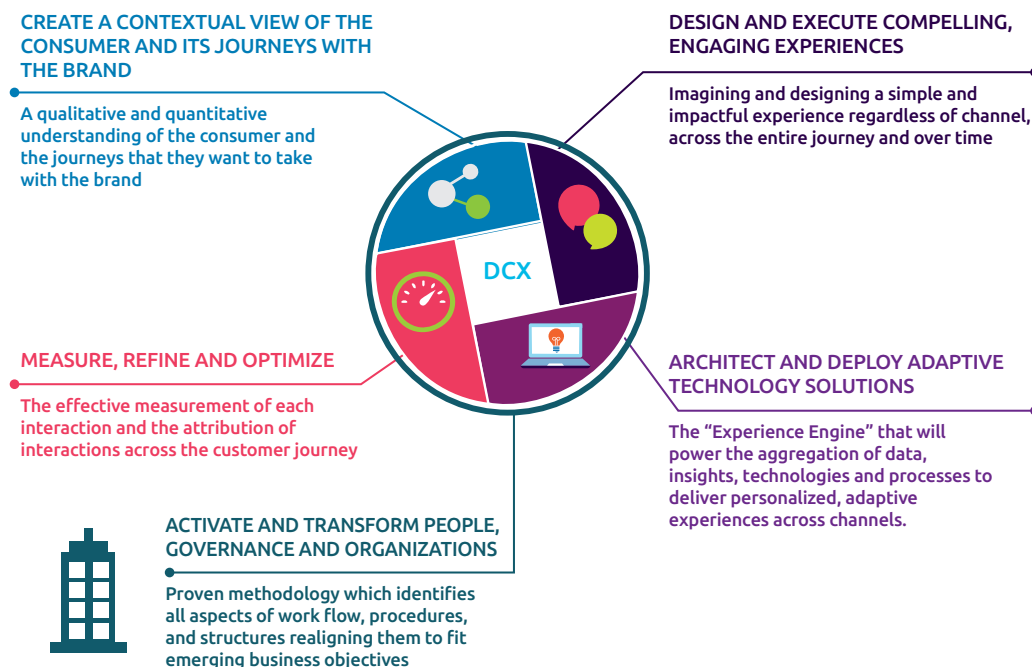 CREATE A CONTEXTUAL VIEW OF THE
CONSUMER AND ITS JOURNEYS WITH
THE BRAND
A qualitative and quantitative
understanding of the consumer and
the journeys that they want to take
with the brand
DESIGN AND EXECUTE COMPELLING,
ENGAGING EXPERIENCES
Imagining and designing a simple and
impactful experience regardless of channel,
across the entire journey and over time
DCX
MEASURE, REFINE AND OPTIMIZE
The effective measurement of each
interaction and the attribution of
interactions across the customer journey
ARCHITECT AND DEPLOY ADAPTIVE
TECHNOLOGY SOLUTIONS
The “Experience Engine” that will
power the aggregation of data,
insights, technologies and processes to
deliver personalized, adaptive
experiences across channels.
ACTIVATE AND TRANSFORM PEOPLE,
GOVERNANCE AND ORGANIZATIONS
Proven methodology which identifies
all aspects of work flow, procedures,
and structures realigning them to fit
emerging business objectives